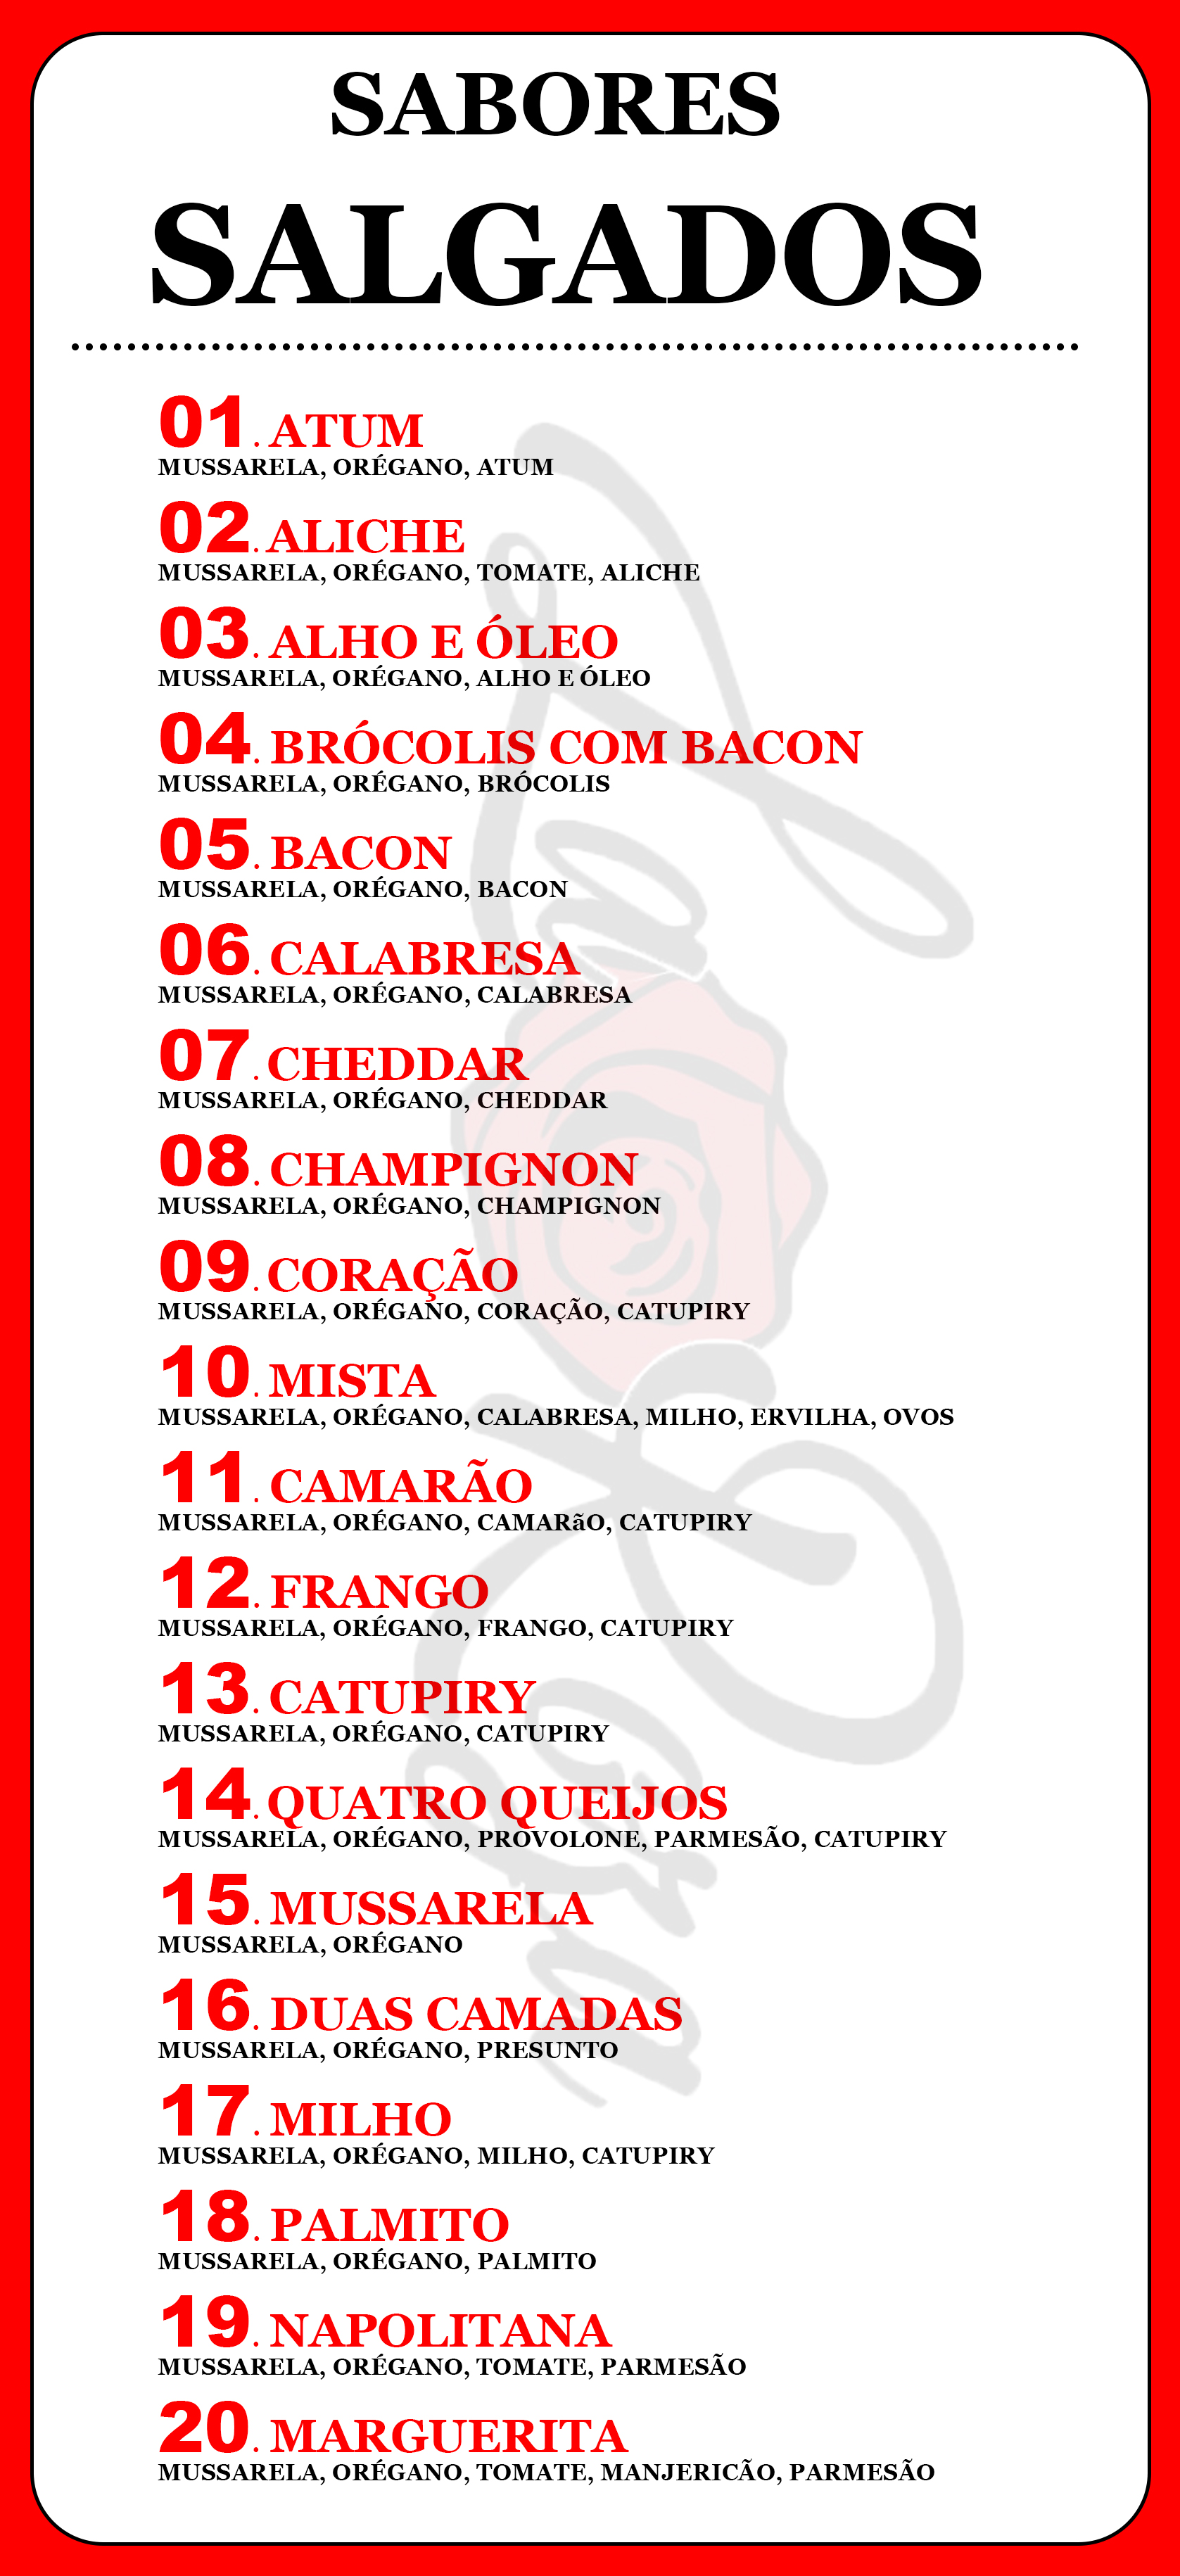 SABORES
SALGADOS
01. ATUM
MUSSARELA, ORÉGANO, ATUM
02. ALICHE
MUSSARELA, ORÉGANO, TOMATE, ALICHE
03. ALHO E ÓLEO
MUSSARELA, ORÉGANO, ALHO E ÓLEO
04. BRÓCOLIS COM BACON
MUSSARELA, ORÉGANO, BRÓCOLIS
05. BACON
MUSSARELA, ORÉGANO, BACON
06. CALABRESA
MUSSARELA, ORÉGANO, CALABRESA
07. CHEDDAR
MUSSARELA, ORÉGANO, CHEDDAR
08. CHAMPIGNON
MUSSARELA, ORÉGANO, CHAMPIGNON
09. CORAÇÃO
MUSSARELA, ORÉGANO, CORAÇÃO, CATUPIRY
10. MISTA
MUSSARELA, ORÉGANO, CALABRESA, MILHO, ERVILHA, OVOS
11. CAMARÃO
MUSSARELA, ORÉGANO, CAMARãO, CATUPIRY
12. FRANGO
MUSSARELA, ORÉGANO, FRANGO, CATUPIRY
13. CATUPIRY
MUSSARELA, ORÉGANO, CATUPIRY
14. QUATRO QUEIJOS
MUSSARELA, ORÉGANO, PROVOLONE, PARMESÃO, CATUPIRY
15. MUSSARELA
MUSSARELA, ORÉGANO
16. DUAS CAMADAS
MUSSARELA, ORÉGANO, PRESUNTO
17. MILHO
MUSSARELA, ORÉGANO, MILHO, CATUPIRY
18. PALMITO
MUSSARELA, ORÉGANO, PALMITO
19. NAPOLITANA
MUSSARELA, ORÉGANO, TOMATE, PARMESÃO
20. MARGUERITA
MUSSARELA, ORÉGANO, TOMATE, MANJERICÃO, PARMESÃO